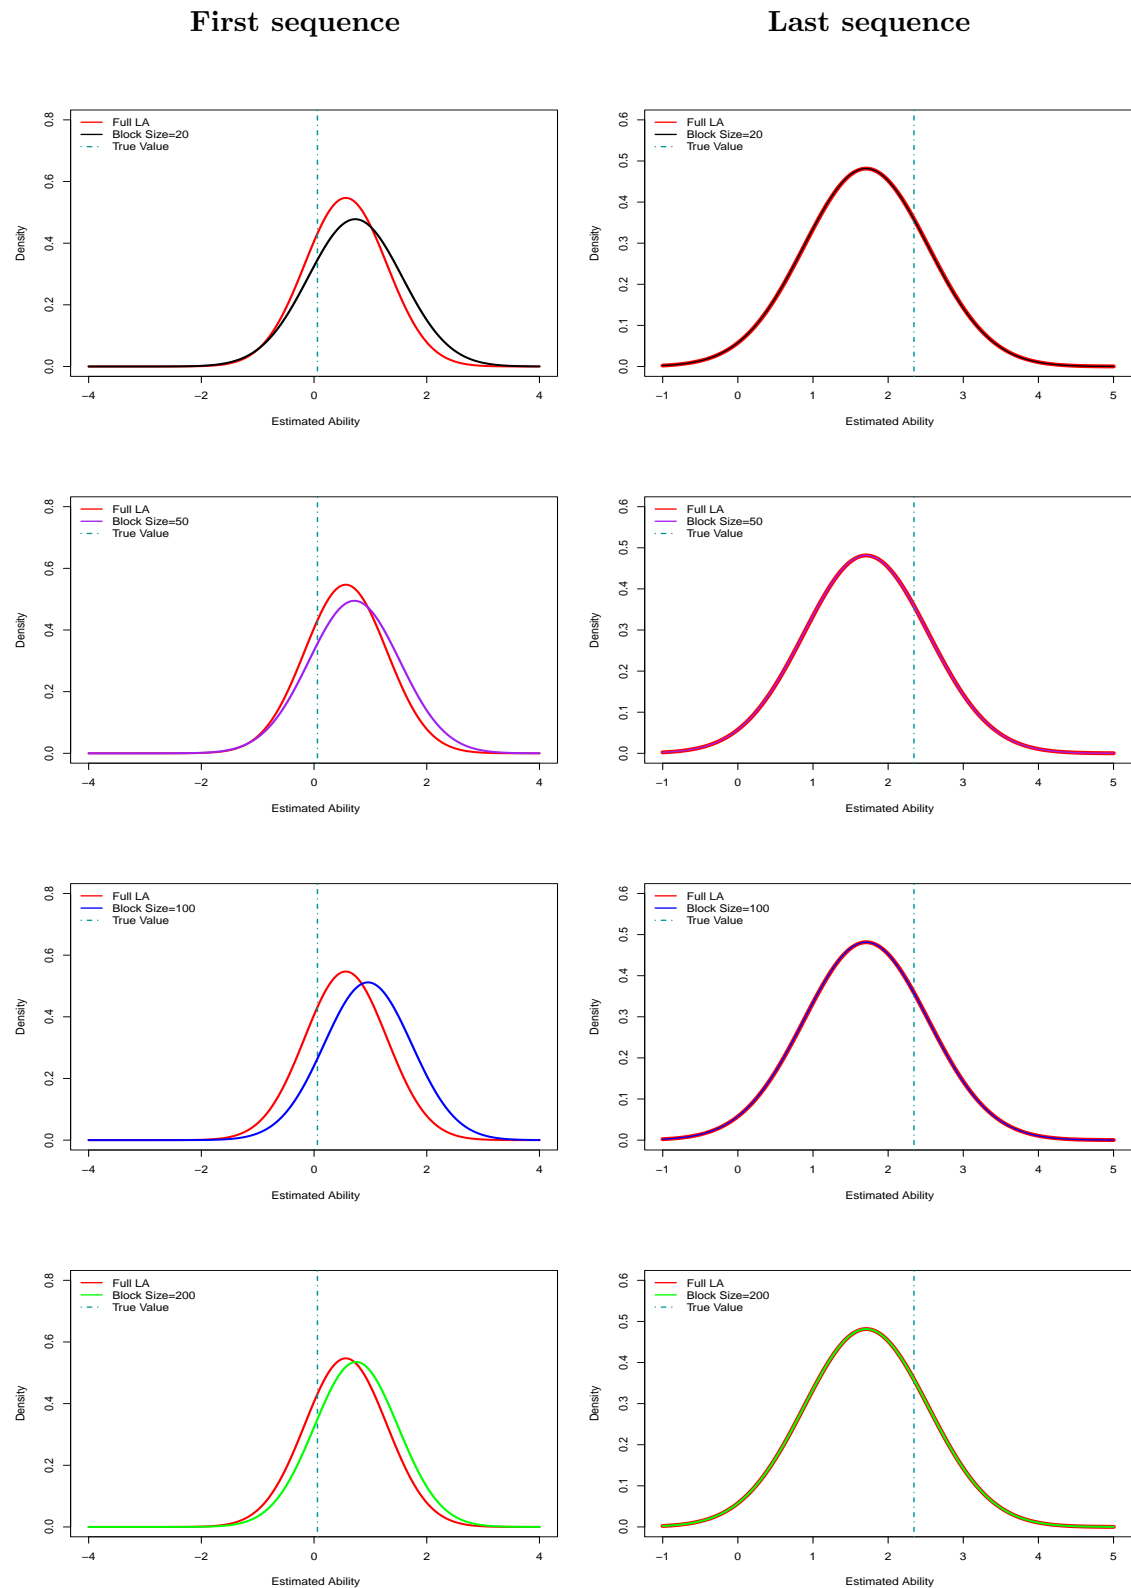 First sequence
Last sequence
Full LA
Block Size=20
True Value
0.0 0.2 0.4 0.6 0.8
Density
−4 −2 0 2 4
Estimated Ability
Full LA
Block Size=20
True Value
0.0 0.1 0.2 0.3 0.4 0.5 0.6
Density
−1 0 1 2 3 4 5
Estimated Ability
Full LA
Block Size=50
True Value
0.0 0.2 0.4 0.6 0.8
Density
−4 −2 0 2 4
Estimated Ability
Full LA
Block Size=50
True Value
0.0 0.1 0.2 0.3 0.4 0.5 0.6
Density
−1 0 1 2 3 4 5
Estimated Ability
Full LA
Block Size=100
True Value
0.0 0.2 0.4 0.6 0.8
Density
−4 −2 0 2 4
Estimated Ability
Full LA
Block Size=100
True Value
0.0 0.1 0.2 0.3 0.4 0.5 0.6
Density
−1 0 1 2 3 4 5
Estimated Ability
Full LA
Block Size=200
True Value
0.0 0.2 0.4 0.6 0.8
Density
−4 −2 0 2 4
Estimated Ability
Full LA
Block Size=200
True Value
0.0 0.1 0.2 0.3 0.4 0.5 0.6
Density
−1 0 1 2 3 4 5
Estimated Ability